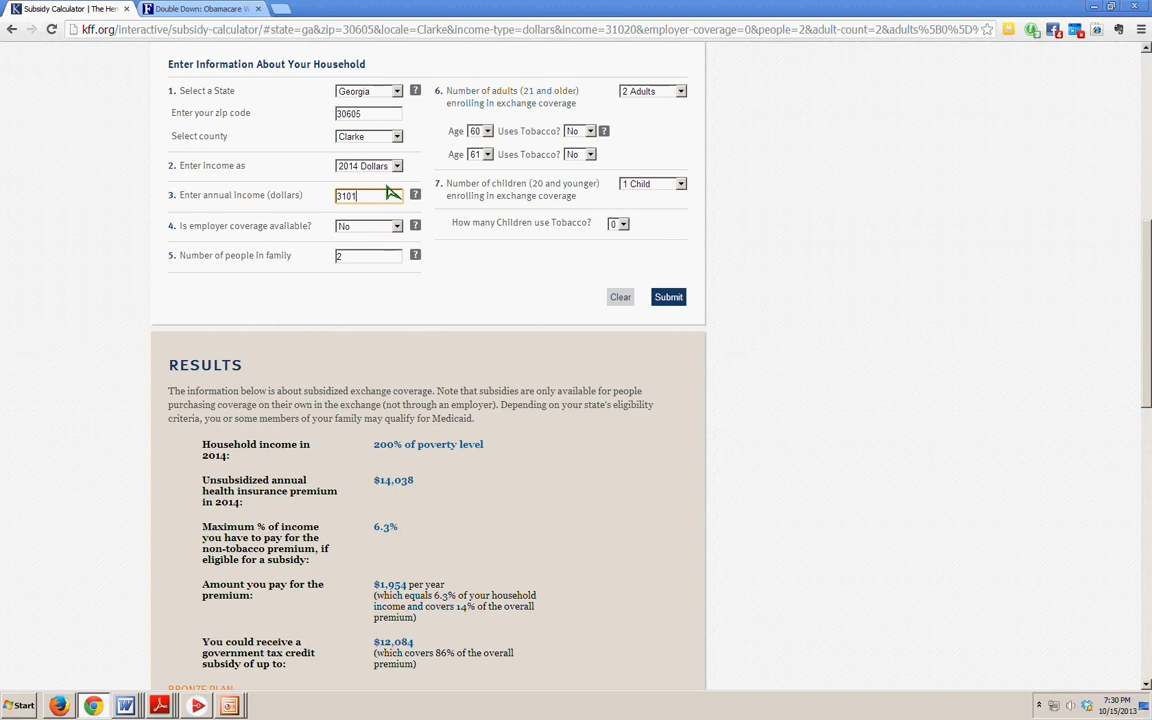 Subsidy Calculator | The Hen
Double Down: Obamacare W
kff.org/interactive/subsidy-calculator/#state=ga&zip=30605&locale=Clarke&income-type=dollars&income=31020&employer-coverage=0&people=2&adult-count=2&adults%5B0%5D%
Enter Information About Your Household
1. Select a State Georgia ?
Enter your zip code 30605
Select county Clarke
2. Enter income as 2014 Dollars
3. Enter annual income (dollars) 3101 ?
4. Is employer coverage available? No ?
5. Number of people in family 2 ?
6. Number of adults (21 and older) 2 Adults
enrolling in exchange coverage
Age 60 Uses Tobacco? No ?
Age 61 Uses Tobacco? No
7. Number of children (20 and younger) 1 Child
enrolling in exchange coverage
How many Children use Tobacco? 0
Clear Submit
RESULTS
The information below is about subsidized exchange coverage. Note that subsidies are only available for people
purchasing coverage on their own in the exchange (not through an employer). Depending on your state's eligibility
criteria, you or some members of your family may qualify for Medicaid.
Household income in 200% of poverty level
2014:
Unsubsidized annual $14,038
health insurance premium
in 2014:
Maximum % of income 6.3%
you have to pay for the
non-tobacco premium, if
eligible for a subsidy:
Amount you pay for the $1,954 per year
premium: (which equals 6.3% of your household
income and covers 14% of the overall
premium)
You could receive a $12,084
government tax credit (which covers 86% of the overall
subsidy of up to: premium)
BRONZE PLAN
Start
7:30 PM
10/15/2013